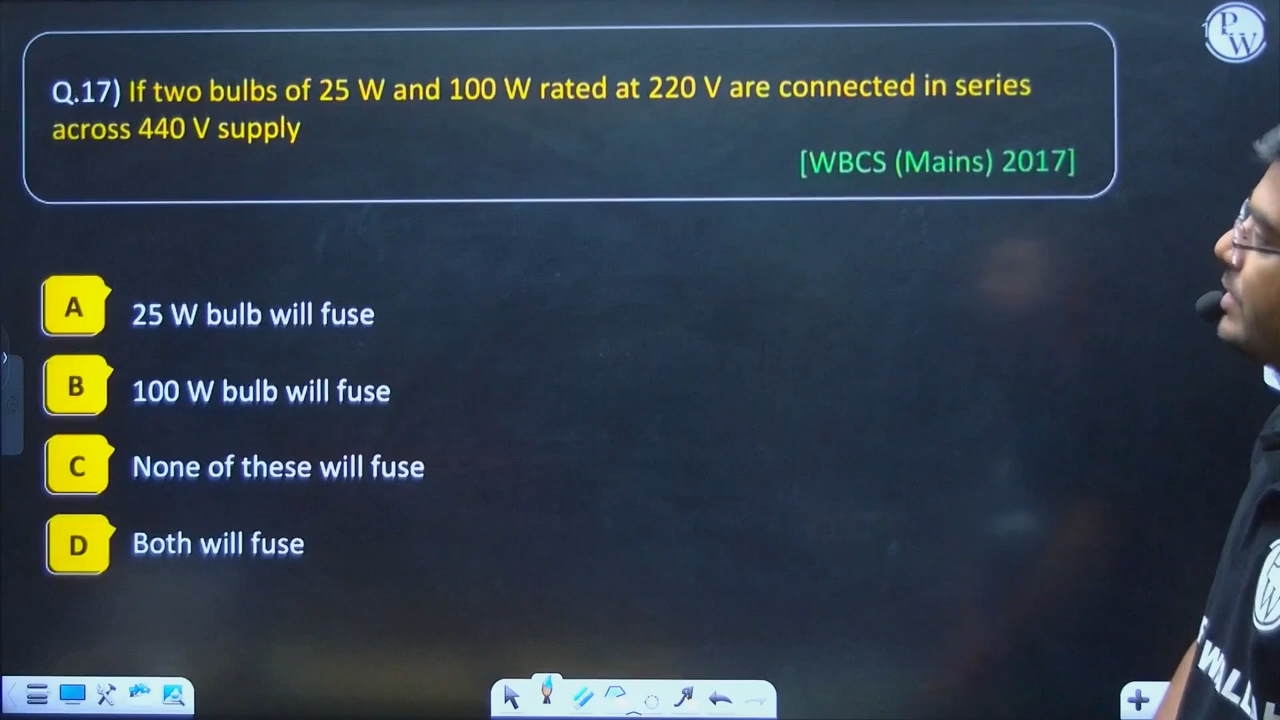 PW
Q.17) If two bulbs of 25 W and 100 W rated at 220 V are connected in series
across 440 V supply
[WBCS (Mains) 2017]
A 25 W bulb will fuse
B 100 W bulb will fuse
C None of these will fuse
D Both will fuse